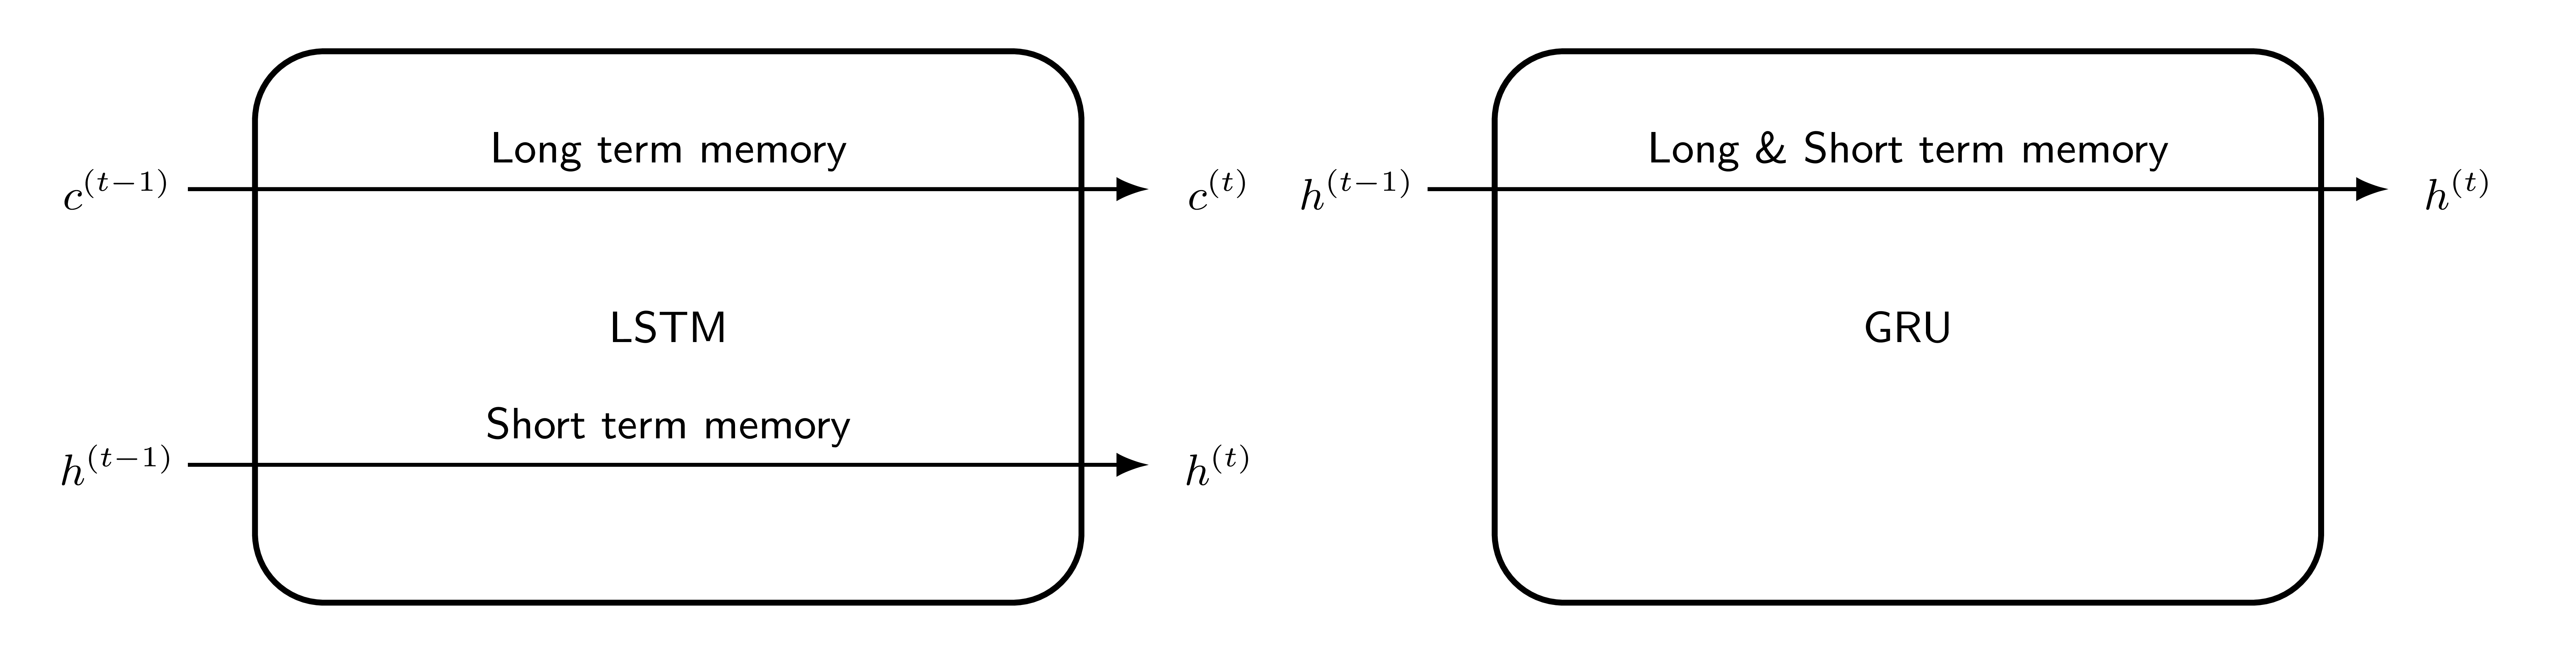 Long term memory
c^{(t−1)}
c^{(t)}
LSTM
Short term memory
h^{(t−1)}
h^{(t)}
Long & Short term memory
h^{(t−1)}
h^{(t)}
GRU